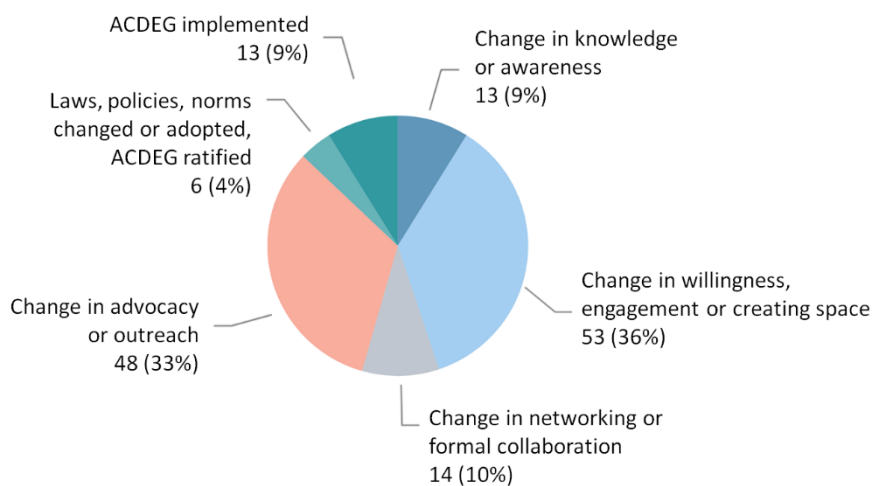 ACDEG implemented
13 (9%)
Change in knowledge
or awareness
13 (9%)
Laws, policies, norms
changed or adopted,
ACDEG ratified
6 (4%)
Change in willingness,
engagement or creating space
53 (36%)
Change in advocacy
or outreach
48 (33%)
Change in networking or
formal collaboration
14 (10%)